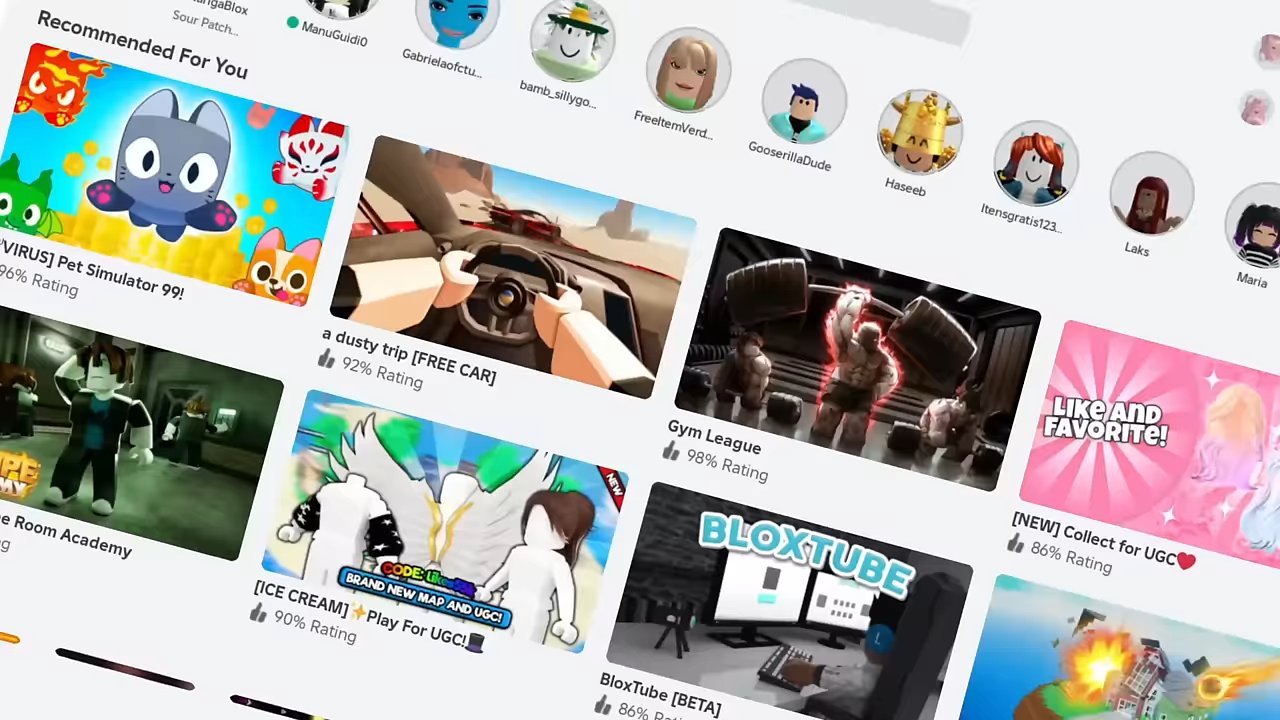 Sour Patch...
ManuGuidi0
Gabrielaofctu...
bamb_sillygo...
FreeItemVerd...
GooserillaDude
Haseeb
Itensgratis123...
Laks
Maria
Recommended For You
VIRUS] Pet Simulator 99!
96% Rating
a dusty trip [FREE CAR]
92% Rating
Gym League
98% Rating
LIKE AND
FAVORITE!
[NEW] Collect for UGC❤️
86% Rating
Room Academy
NEW
CODE: likes55k
BRAND NEW MAP AND UGC!
[ICE CREAM]✨Play For UGC!🎩
90% Rating
BLOXTUBE
L
BloxTube [BETA]
86% Rating